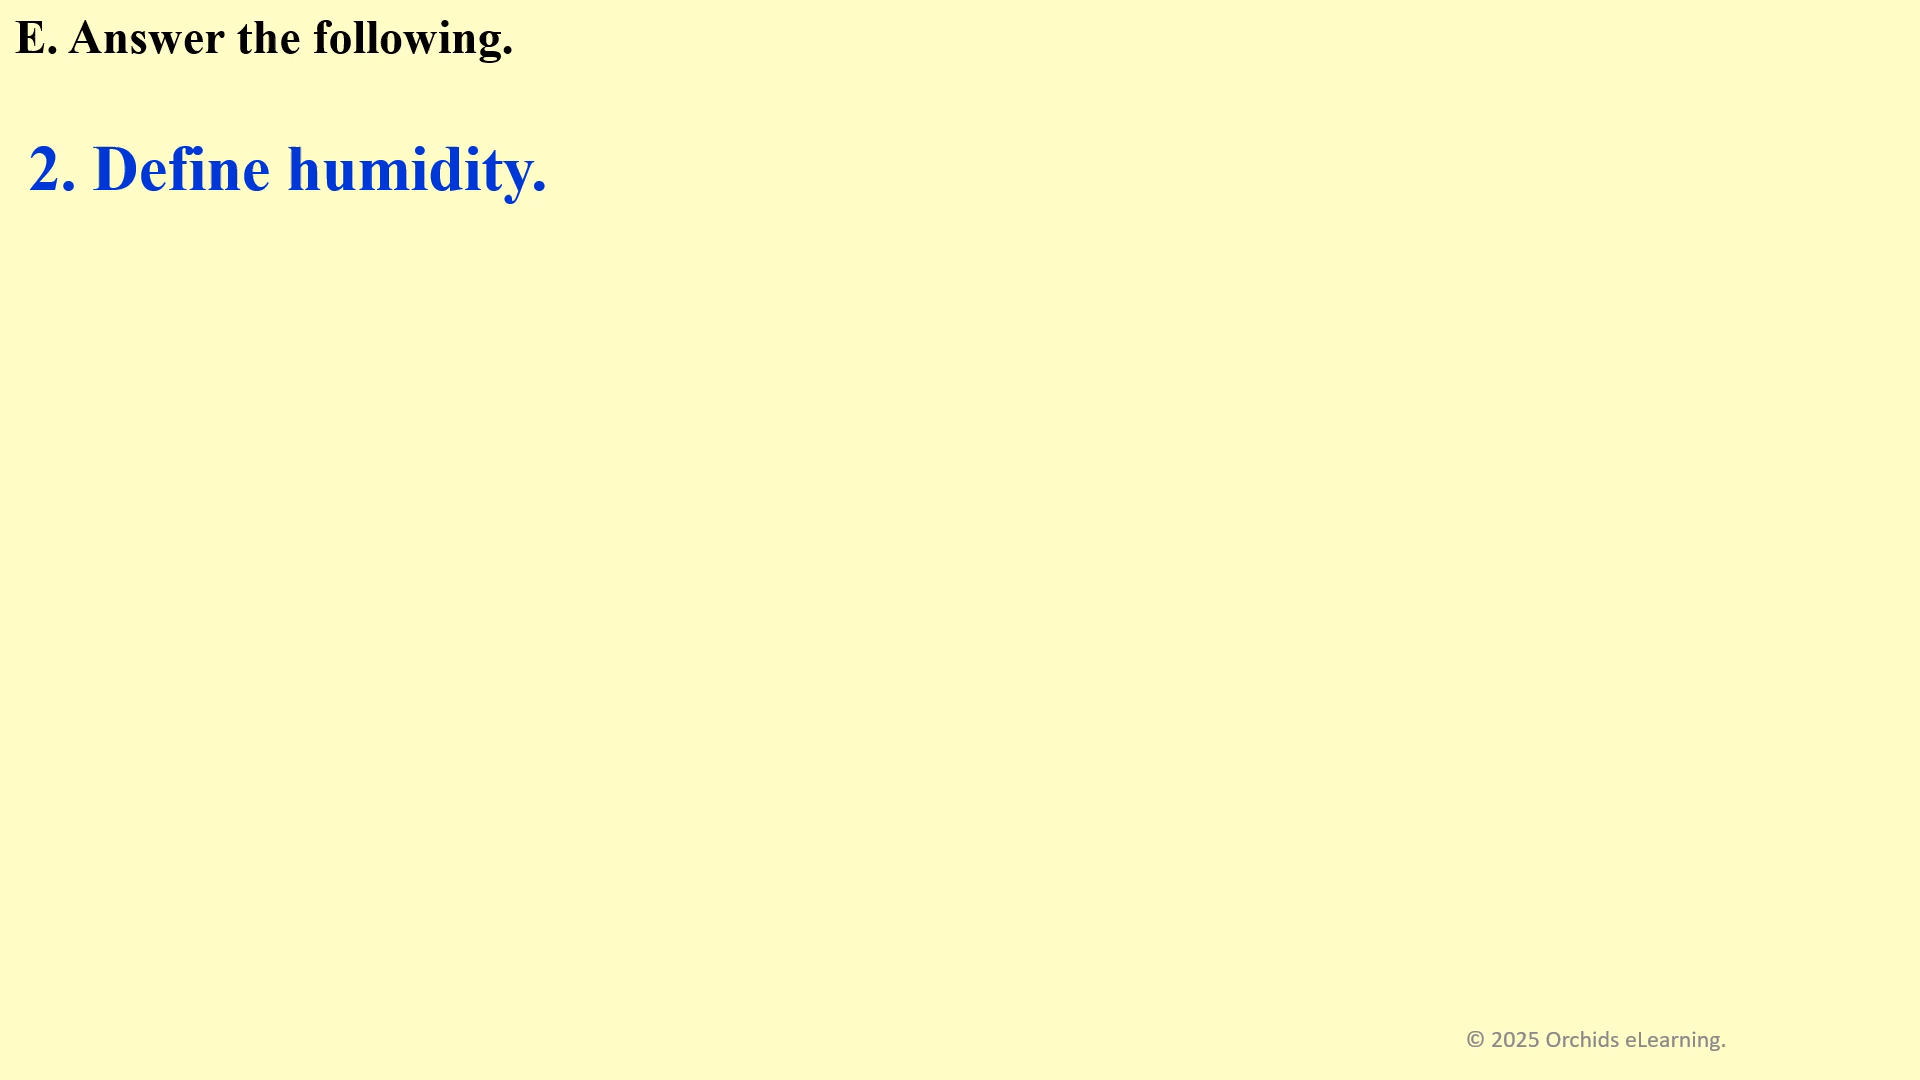 E. Answer the following.
2. Define humidity.
© 2025 Orchids eLearning.